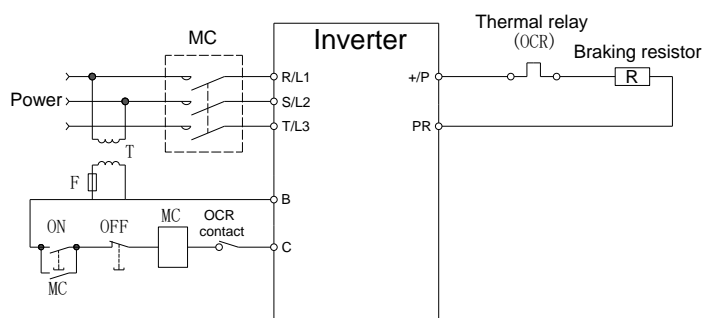 MC
Inverter
Thermal relay
(OCR)
Braking resistor
R/L1
+/P
R
Power
S/L2
T/L3
PR
T
F
B
ON
OFF
MC
OCR
contact
C
MC